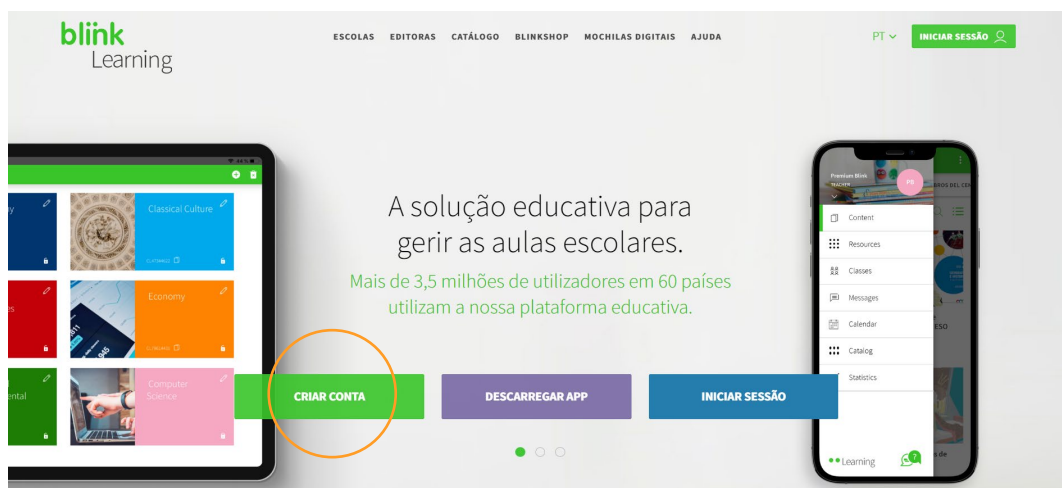 blink
Learning
ESCOLAS EDITORAS CATÁLOGO BLINKSHOP MOCHILAS DIGITAIS AJUDA
PT
INICIAR SESSÃO
Classical Culture
Economy
Computer
Science
A solução educativa para
gerir as aulas escolares.
Mais de 3,5 milhões de utilizadores em 60 países
utilizam a nossa plataforma educativa.
CRIAR CONTA
DESCARREGAR APP
INICIAR SESSÃO
Premium Blink
TEACHER
PB
Content
Resources
Classes
Messages
Calendar
Catalog
Statistics
Learning
?